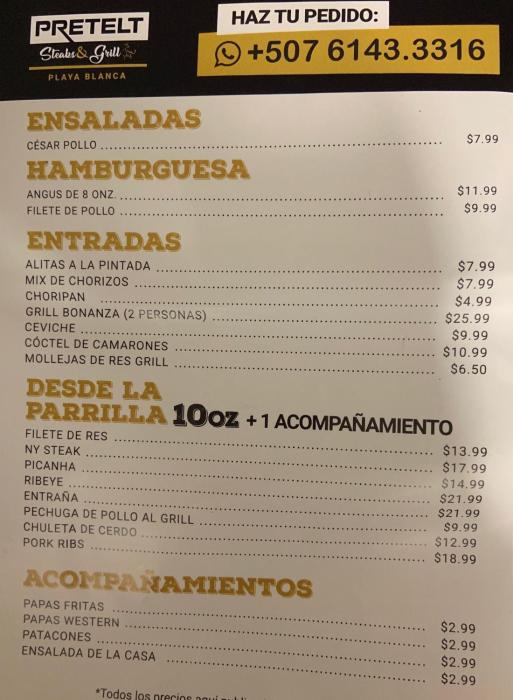 PRETELT
Steaks & Grill
PLAYA BLANCA
HAZ TU PEDIDO:
+507 6143.3316
ENSALADAS
CÉSAR POLLO ........ $7.99
HAMBURGUESA
ANGUS DE 8 ONZ. ........ $11.99
FILETE DE POLLO ........ $9.99
ENTRADAS
ALITAS A LA PINTADA ........ $7.99
MIX DE CHORIZOS ........ $7.99
CHORIPAN ........ $4.99
GRILL BONANZA (2 PERSONAS) ........ $25.99
CEVICHE ........ $9.99
CÓCTEL DE CAMARONES ........ $10.99
MOLLEJAS DE RES GRILL ........ $6.50
DESDE LA
PARRILLA 10oz + 1 ACOMPAÑAMIENTO
FILETE DE RES ........ $13.99
NY STEAK ........ $17.99
PICANHA ........ $14.99
RIBEYE ........ $21.99
ENTRAÑA ........ $21.99
PECHUGA DE POLLO AL GRILL ........ $9.99
CHULETA DE CERDO ........ $12.99
PORK RIBS ........ $18.99
ACOMPAÑAMIENTOS
PAPAS FRITAS ........ $2.99
PAPAS WESTERN ........ $2.99
PATACONES ........ $2.99
ENSALADA DE LA CASA ........ $2.99
*Todos los precios aquí